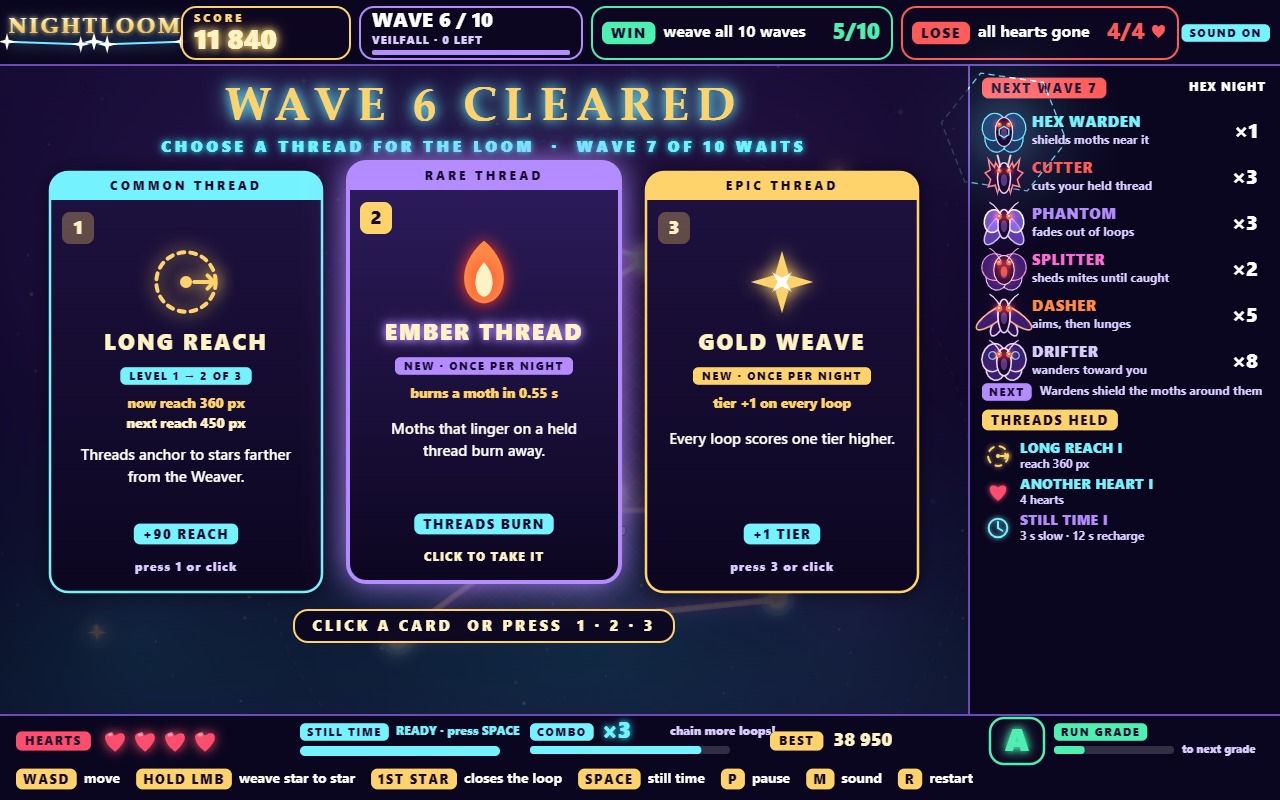 NIGHTLOOM
SCORE
11 840
WAVE 6 / 10
VEILFALL · 0 LEFT
WIN weave all 10 waves 5/10
LOSE all hearts gone 4/4 ♥
SOUND ON
WAVE 6 CLEARED
CHOOSE A THREAD FOR THE LOOM · WAVE 7 OF 10 WAITS
COMMON THREAD
1
LONG REACH
LEVEL 1 → 2 OF 3
now reach 360 px
next reach 450 px
Threads anchor to stars farther
from the Weaver.
+90 REACH
press 1 or click
RARE THREAD
2
EMBER THREAD
NEW · ONCE PER NIGHT
burns a moth in 0.55 s
Moths that linger on a held
thread burn away.
THREADS BURN
CLICK TO TAKE IT
EPIC THREAD
3
GOLD WEAVE
NEW · ONCE PER NIGHT
tier +1 on every loop
Every loop scores one tier higher.
+1 TIER
press 3 or click
CLICK A CARD OR PRESS 1 · 2 · 3
NEXT WAVE 7 HEX NIGHT
HEX WARDEN
shields moths near it
×1
CUTTER
cuts your held thread
×3
PHANTOM
fades out of loops
×3
SPLITTER
sheds mites until caught
×2
DASHER
aims, then lunges
×5
DRIFTER
wanders toward you
×8
NEXT Wardens shield the moths around them
THREADS HELD
LONG REACH I
reach 360 px
ANOTHER HEART I
4 hearts
STILL TIME I
3 s slow · 12 s recharge
HEARTS
STILL TIME READY · press SPACE
COMBO ×3 chain more loops!
BEST 38 950
A RUN GRADE
to next grade
WASD move HOLD LMB weave star to star 1ST STAR closes the loop SPACE still time P pause M sound R restart